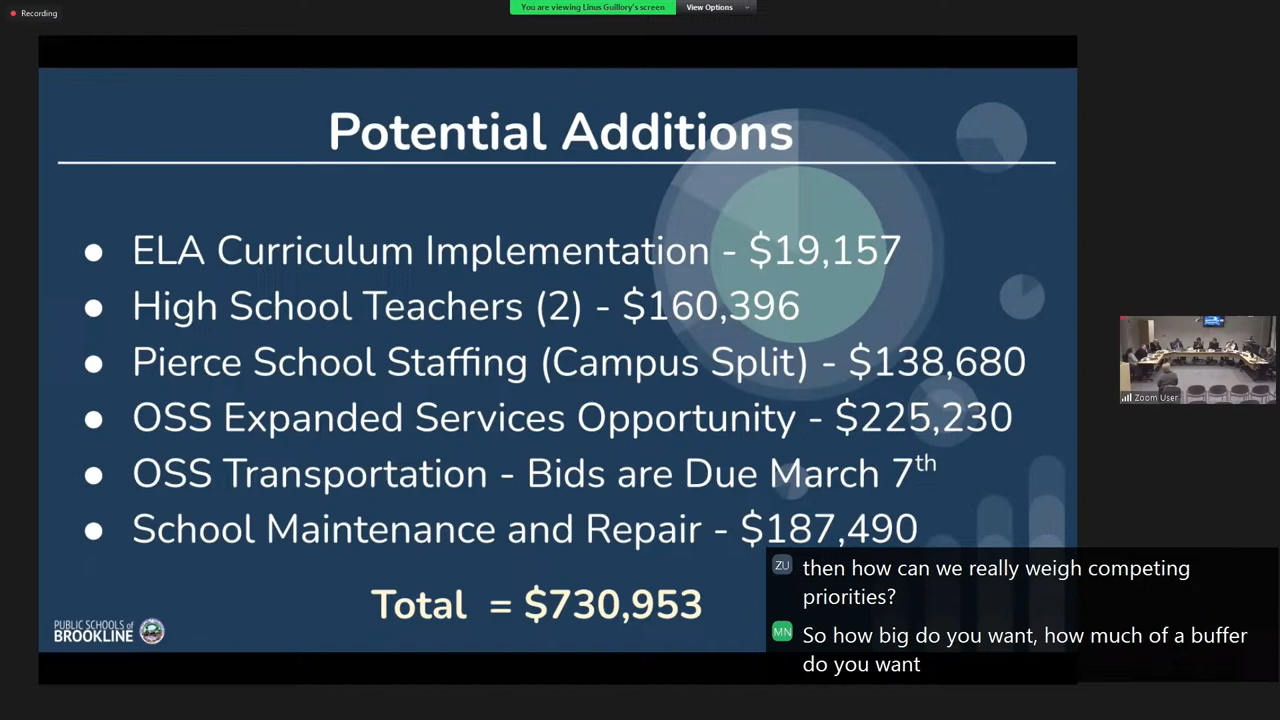 Recording
You are viewing Linus Guillory's screen
View Options
Potential Additions
● ELA Curriculum Implementation - $19,157
● High School Teachers (2) - $160,396
● Pierce School Staffing (Campus Split) - $138,680
● OSS Expanded Services Opportunity - $225,230
● OSS Transportation - Bids are Due March 7th
● School Maintenance and Repair - $187,490
Total = $730,953
PUBLIC SCHOOLS of
BROOKLINE
Zoom User
ZU then how can we really weigh competing
priorities?
MN So how big do you want, how much of a buffer
do you want